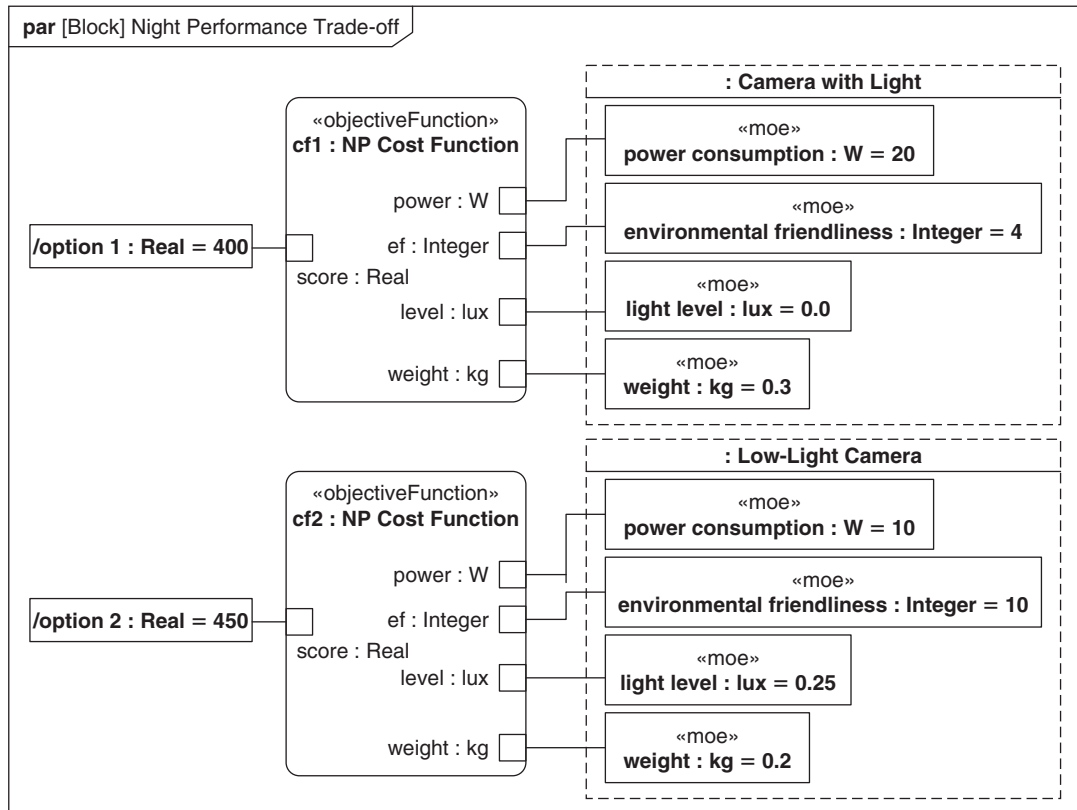 par [Block] Night Performance Trade-off
: Camera with Light
«objectiveFunction»
cf1 : NP Cost Function
«moe»
power consumption : W = 20
power : W
«moe»
environmental friendliness : Integer = 4
ef : Integer
/option 1 : Real = 400
score : Real
«moe»
light level : lux = 0.0
level : lux
«moe»
weight : kg = 0.3
weight : kg
: Low-Light Camera
«objectiveFunction»
cf2 : NP Cost Function
«moe»
power consumption : W = 10
power : W
«moe»
environmental friendliness : Integer = 10
ef : Integer
/option 2 : Real = 450
score : Real
«moe»
light level : lux = 0.25
level : lux
«moe»
weight : kg = 0.2
weight : kg